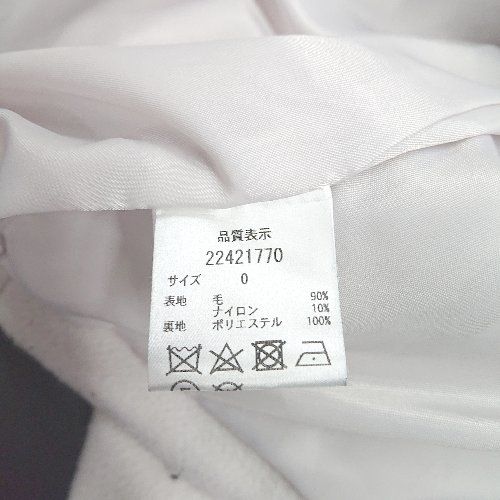 品質表示
22421770
サイズ 0
表地 毛 90%
ナイロン 10%
裏地 ポリエステル 100%